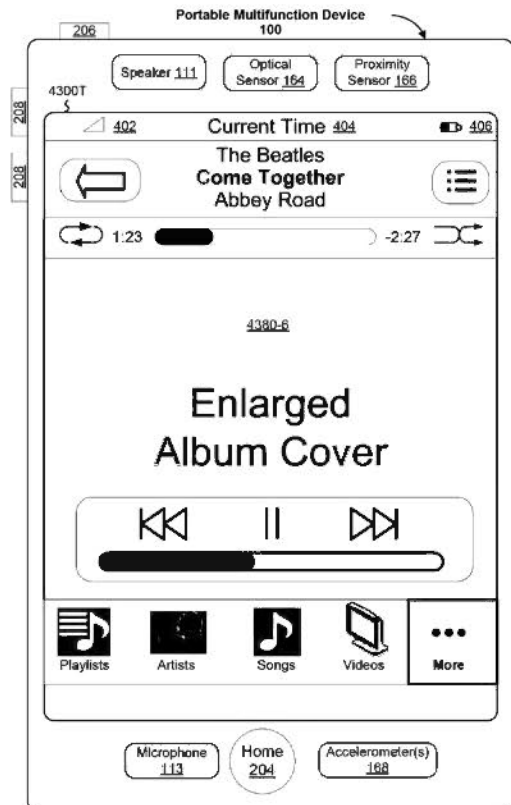 Portable Multifunction Device
100
206
Speaker 111
Optical
Sensor 164
Proximity
Sensor 166
4300T
208
208
402
Current Time 404
406
The Beatles
Come Together
Abbey Road
1:23
-2:27
4380-6
Enlarged
Album Cover
Playlists
Artists
Songs
Videos
More
Microphone
113
Home
204
Accelerometer(s)
168